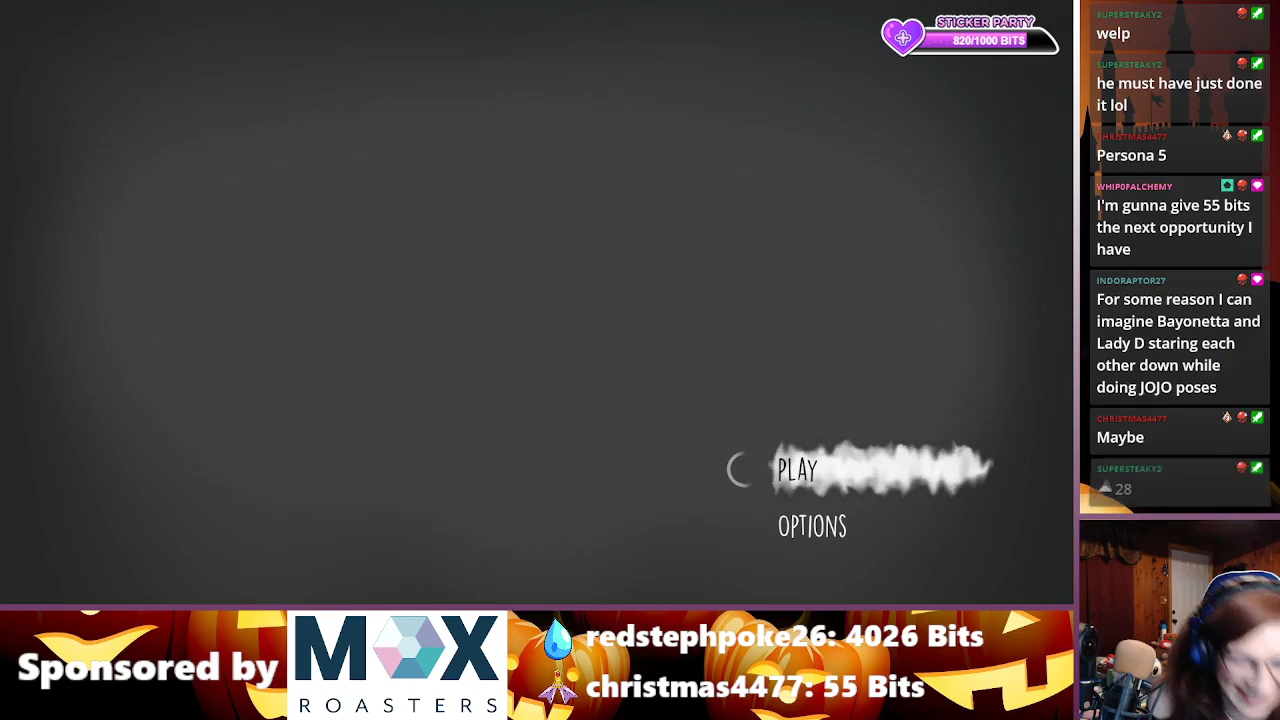 STICKER PARTY
820/1000 BITS
PLAY
OPTIONS
SUPERSTEAKY2
welp
SUPERSTEAKY2
he must have just done
it lol
CHRISTMAS4477
Persona 5
WHIP0FALCHEMY
I'm gunna give 55 bits
the next opportunity I
have
INDORAPTOR27
For some reason I can
imagine Bayonetta and
Lady D staring each
other down while
doing JOJO poses
CHRISTMAS4477
Maybe
SUPERSTEAKY2
28
Sponsored by
MOX
ROASTERS
redstephpoke26: 4026 Bits
christmas4477: 55 Bits